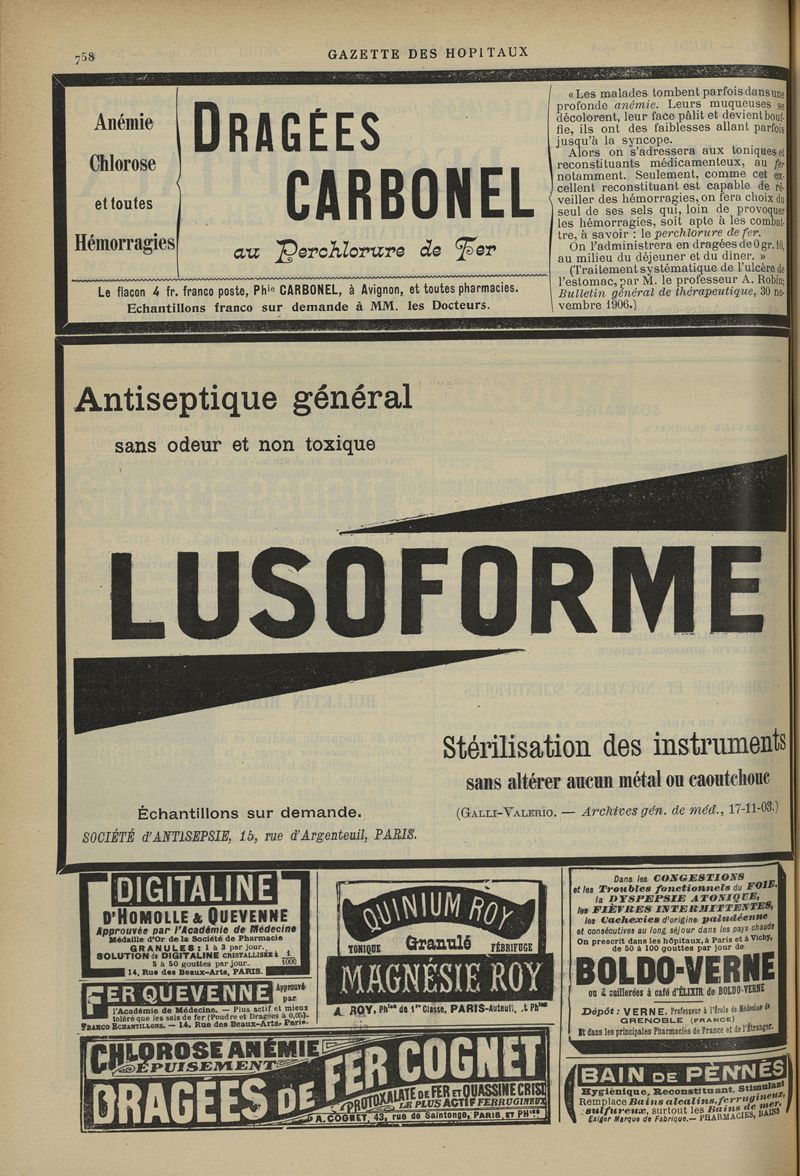 758
GAZETTE DES HOPITAUX
Anémie
Chlorose
et toutes
Hémorragies
DRAGÉES
CARBONEL
au Perchlorure de Fer
Le flacon 4 fr. franco poste, Phie CARBONEL, à Avignon, et toutes pharmacies.
Echantillons franco sur demande à MM. les Docteurs.
«Les malades tombent parfois dans une
profonde anémie. Leurs muqueuses se
décolorent, leur face pâlit et devient bouf-
fie, ils ont des faiblesses allant parfois
jusqu'à la syncope.
Alors on s'adressera aux toniques et
reconstituants médicamenteux, au fer
notamment. Seulement, comme cet ex-
cellent reconstituant est capable de ré-
veiller des hémorragies, on fera choix du
seul de ses sels qui, loin de provoquer
les hémorragies, soit apte à les combat-
tre, à savoir : le perchlorure de fer.
On l'administrera en dragées de 0 gr. 10,
au milieu du déjeuner et du dîner. »
(Traitement systématique de l'ulcère de
l'estomac, par M. le professeur A. Robin;
Bulletin général de thérapeutique, 30 no-
vembre 1906.)
Antiseptique général
sans odeur et non toxique
LUSOFORME
Stérilisation des instruments
sans altérer aucun métal ou caoutchouc
Échantillons sur demande.
(GALLI-VALERIO. — Archives gén. de méd., 17-11-03.)
SOCIÉTÉ d'ANTISEPSIE, 15, rue d'Argenteuil, PARIS.
DIGITALINE
D'HOMOLLE & QUEVENNE
Approuvée par l'Académie de Médecine
Médaille d'Or de la Société de Pharmacie
GRANULES : 1 à 3 par jour.
SOLUTION de DIGITALINE CRISTALLISÉE à 1/1000
5 à 50 gouttes par jour.
14, Rue des Beaux-Arts, PARIS.
FER QUEVENNE Approuvé
par
l'Académie de Médecine. — Plus actif et mieux
toléré que les sels de fer (Poudre et Dragées à 0,05).
FRANCO ECHANTILLONS. — 14, Rue des Beaux-Arts, Paris.
QUINIUM ROY
TONIQUE Granulé FÉBRIFUGE
MAGNÉSIE ROY
A. ROY, Phien de 1re Classe, PARIS-Auteuil, et Phies
Dans les CONGESTIONS
et les Troubles fonctionnels du FOIE,
la DYSPEPSIE ATONIQUE,
les FIÈVRES INTERMITTENTES,
les Cachexies d'origine paludéenne
et consécutives au long séjour dans les pays chauds
On prescrit dans les hôpitaux, à Paris et à Vichy,
de 50 à 100 gouttes par jour de
BOLDO-VERNE
ou 4 cuillerées à café d'ÉLIXIR de BOLDO-VERNE
Dépôt : VERNE, Professeur à l'École de Médecine de
GRENOBLE (FRANCE)
Et dans les principales Pharmacies de France et de l'Étranger.
CHLOROSE ANÉMIE
ÉPUISEMENT
DRAGÉES DE FER COGNET
PROTOXALATE DE FER ET QUASSINE CRIST
LE PLUS ACTIF FERRUGINEUX
A. COGNET, 43, rue de Saintonge, PARIS, ET PHIES
BAIN DE PENNÈS
Hygiénique, Reconstituant, Stimulant
Remplace Bains alcalins, ferrugineux,
sulfureux, surtout les Bains de mer.
Exiger Marque de Fabrique. — PHARMACIES, BAINS